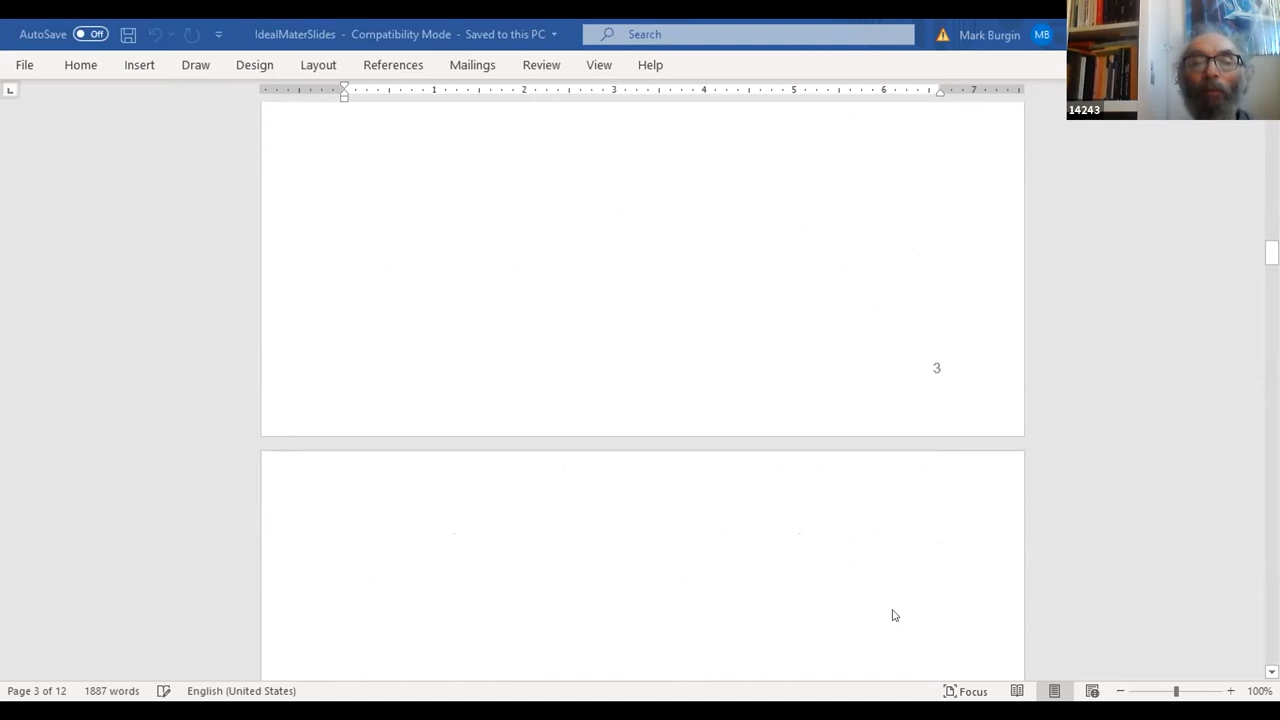 AutoSave Off IdealMaterSlides - Compatibility Mode - Saved to this PC Search Mark Burgin MB
File Home Insert Draw Design Layout References Mailings Review View Help
14243
1 2 3 4 5 6 7
3
Page 3 of 12 1887 words English (United States) Focus 100%